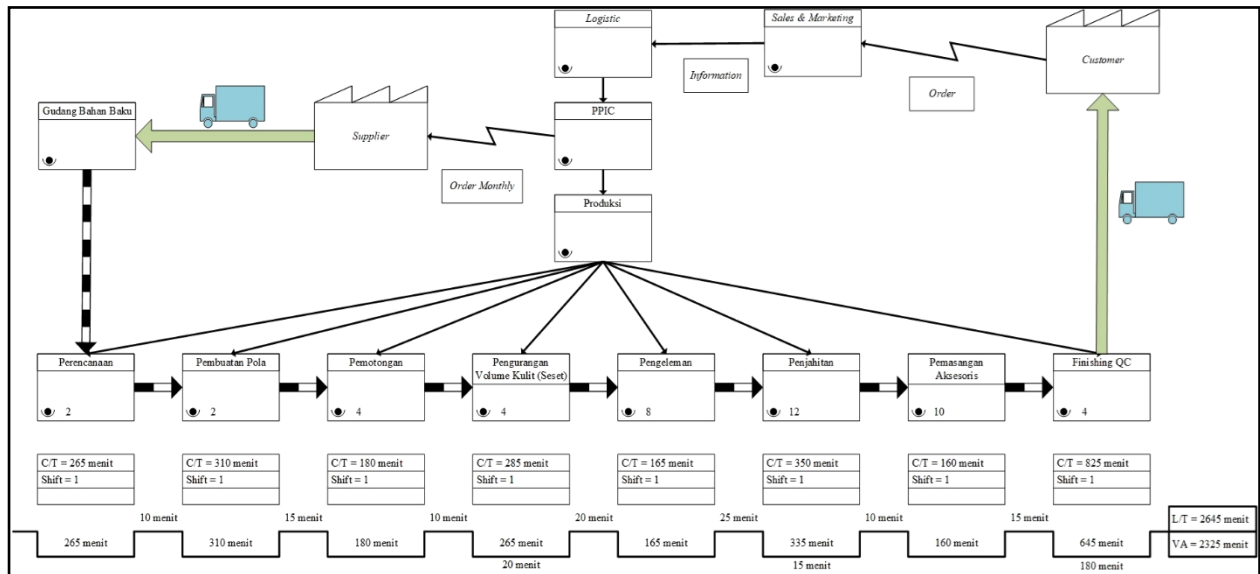 Logistic
Sales & Marketing
Customer
Information
Order
Gudang Bahan Baku
Supplier
PPIC
Order Monthly
Produksi
Perencanaan
2
Pembuatan Pola
2
Pemotongan
4
Pengurangan
Volume Kulit (Seset)
4
Pengeleman
8
Penjahitan
12
Pemasangan
Aksesoris
10
Finishing QC
4
C/T = 265 menit
Shift = 1
C/T = 310 menit
Shift = 1
C/T = 180 menit
Shift = 1
C/T = 285 menit
Shift = 1
C/T = 165 menit
Shift = 1
C/T = 350 menit
Shift = 1
C/T = 160 menit
Shift = 1
C/T = 825 menit
Shift = 1
10 menit
15 menit
10 menit
20 menit
25 menit
10 menit
15 menit
L/T = 2645 menit
265 menit
310 menit
180 menit
265 menit
165 menit
335 menit
160 menit
645 menit
VA = 2325 menit
20 menit
15 menit
180 menit